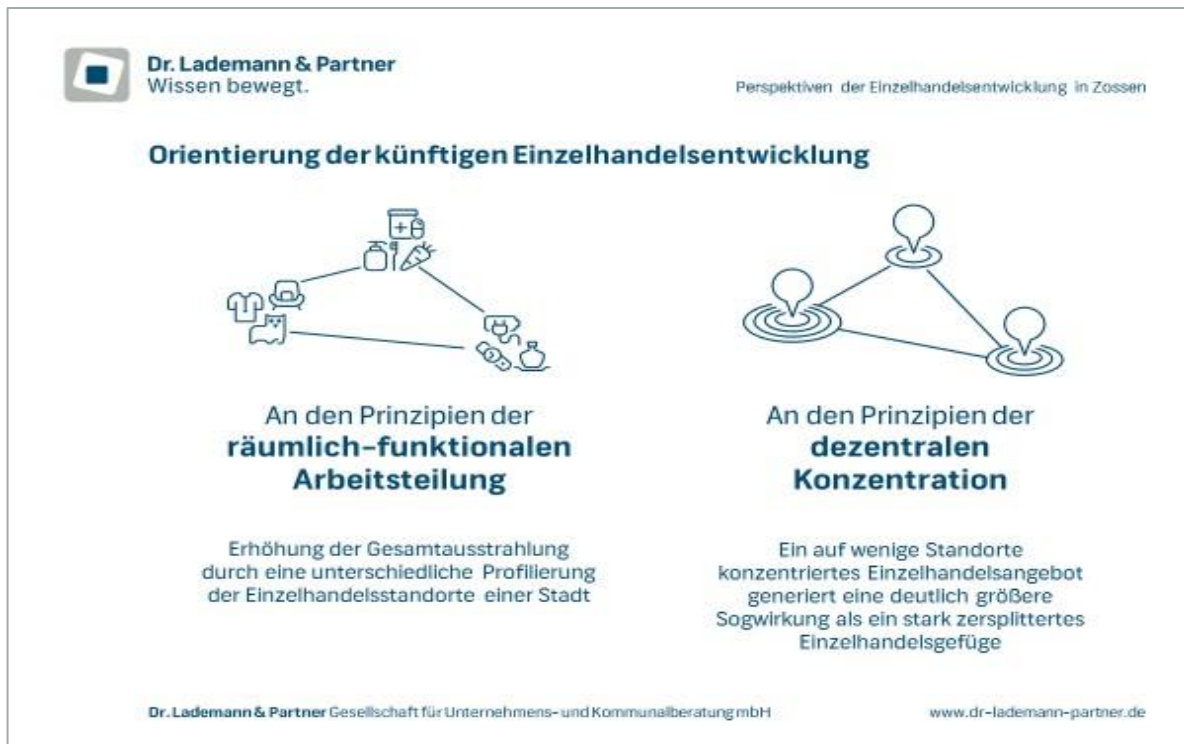 Dr. Lademann & Partner
Wissen bewegt.
Perspektiven der Einzelhandelsentwicklung in Zossen
Orientierung der künftigen Einzelhandelsentwicklung
An den Prinzipien der
räumlich-funktionalen
Arbeitsteilung
Erhöhung der Gesamtausstrahlung
durch eine unterschiedliche Profilierung
der Einzelhandelsstandorte einer Stadt
An den Prinzipien der
dezentralen
Konzentration
Ein auf wenige Standorte
konzentriertes Einzelhandelsangebot
generiert eine deutlich größere
Sogwirkung als ein stark zersplittertes
Einzelhandelsgefüge
Dr. Lademann & Partner Gesellschaft für Unternehmens- und Kommunalberatung mbH
www.dr-lademann-partner.de